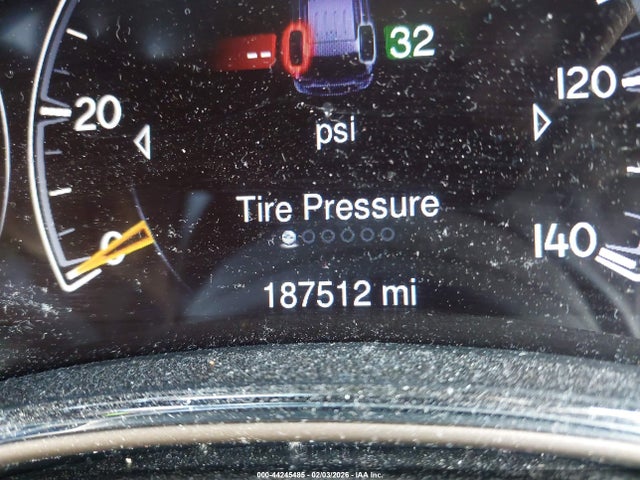 -- 32
120
20
psi
Tire Pressure
0
140
187512 mi
000-44245485 - 02/03/2026 - IAA Inc.